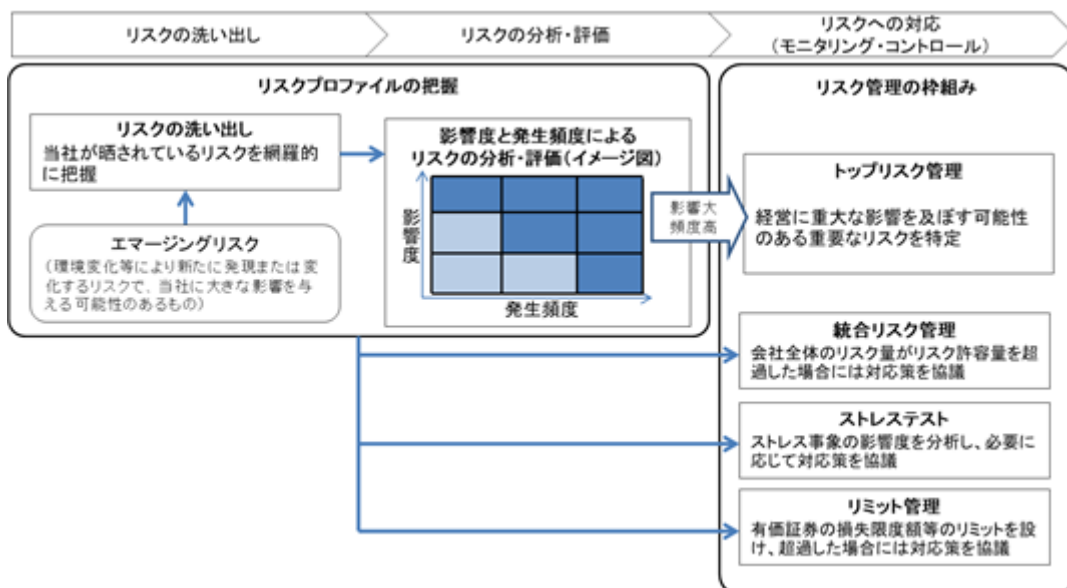 リスクの洗い出し
リスクの分析・評価
リスクへの対応
(モニタリング・コントロール)
リスクプロファイルの把握
リスクの洗い出し
当社が晒されているリスクを網羅的
に把握
エマージングリスク
(環境変化等により新たに発現または変
化するリスクで、当社に大きな影響を与
える可能性のあるもの)
影響度と発生頻度による
リスクの分析・評価(イメージ図)
影響度
発生頻度
影響大
頻度高
リスク管理の枠組み
トップリスク管理
経営に重大な影響を及ぼす可能性
のある重要なリスクを特定
統合リスク管理
会社全体のリスク量がリスク許容量を超
過した場合には対応策を協議
ストレステスト
ストレス事象の影響度を分析し、必要に
応じて対応策を協議
リミット管理
有価証券の損失限度額等のリミットを設
け、超過した場合には対応策を協議